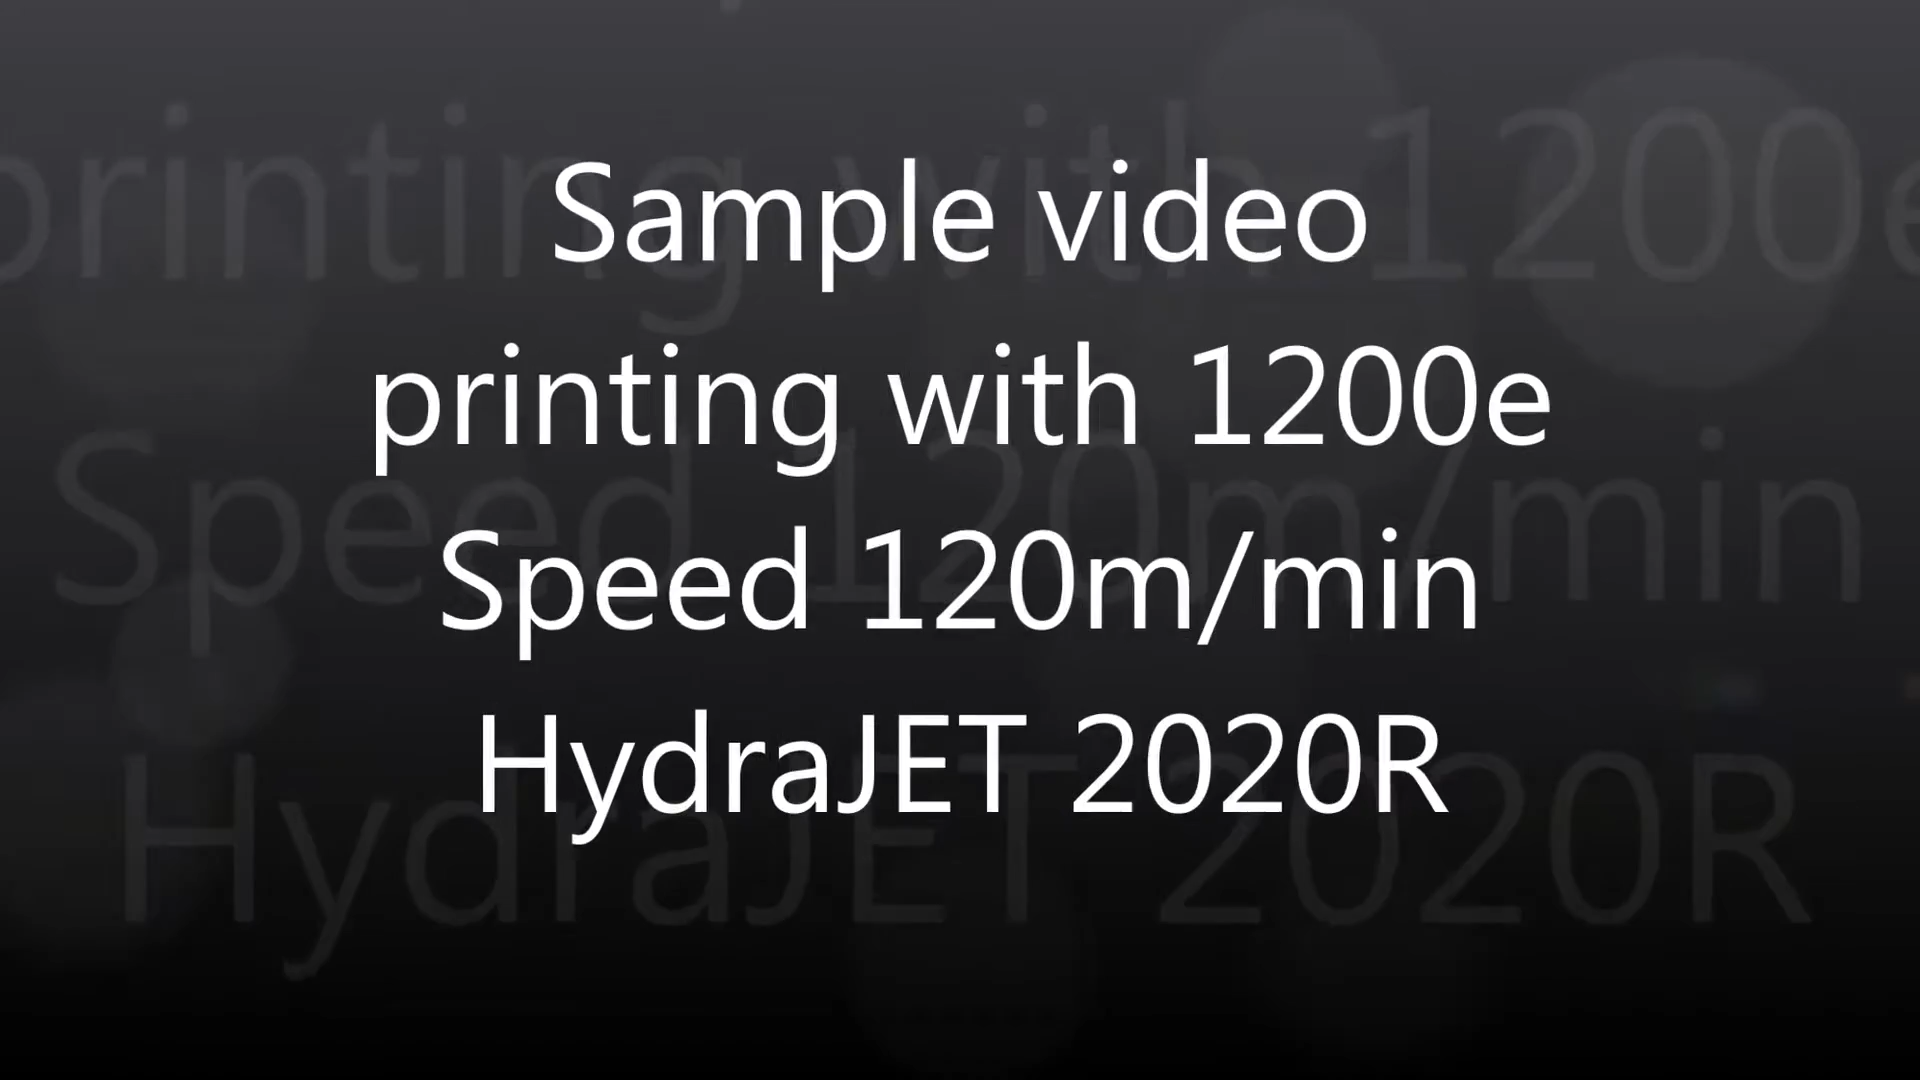 Sample video
printing with 1200e
Speed 120m/min
HydraJET 2020R